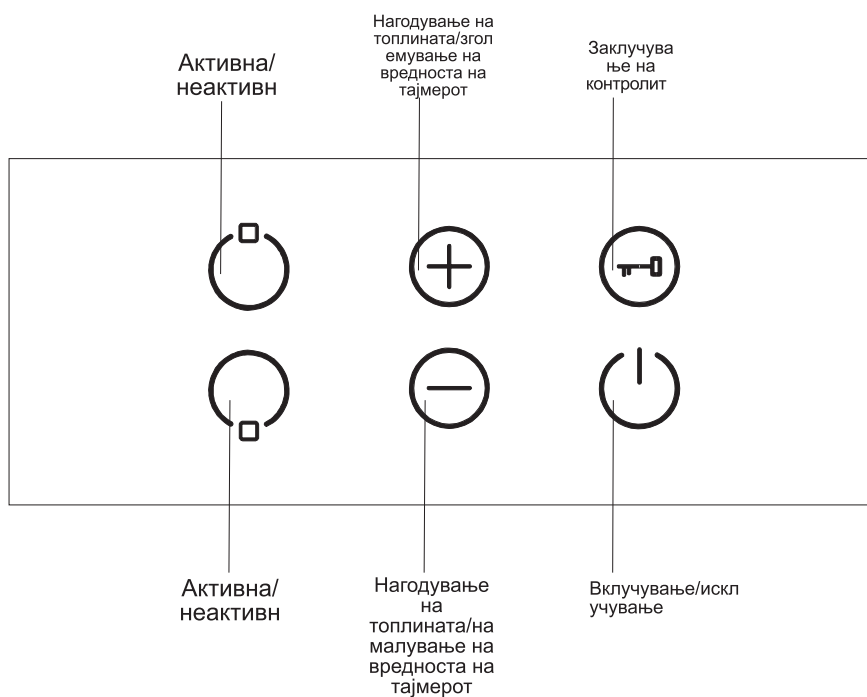 Активна/
неактивн
Нагодување на
топлината/згол
емување на
вредноста на
тајмерот
Заклучува
ње на
контролит
Активна/
неактивн
Нагодување
на
топлината/на
малување на
вредноста на
тајмерот
Вклучување/искл
учување